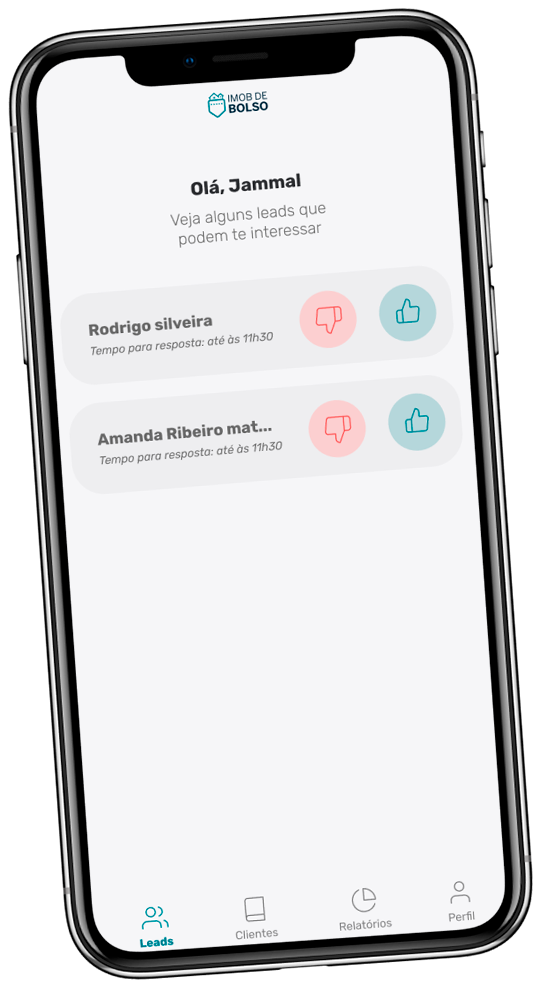 IMOB DE
BOLSO
Olá, Jammal
Veja alguns leads que
podem te interessar
Rodrigo silveira
Tempo para resposta: até às 11h30
Amanda Ribeiro mat...
Tempo para resposta: até às 11h30
Leads
Clientes
Relatórios
Perfil